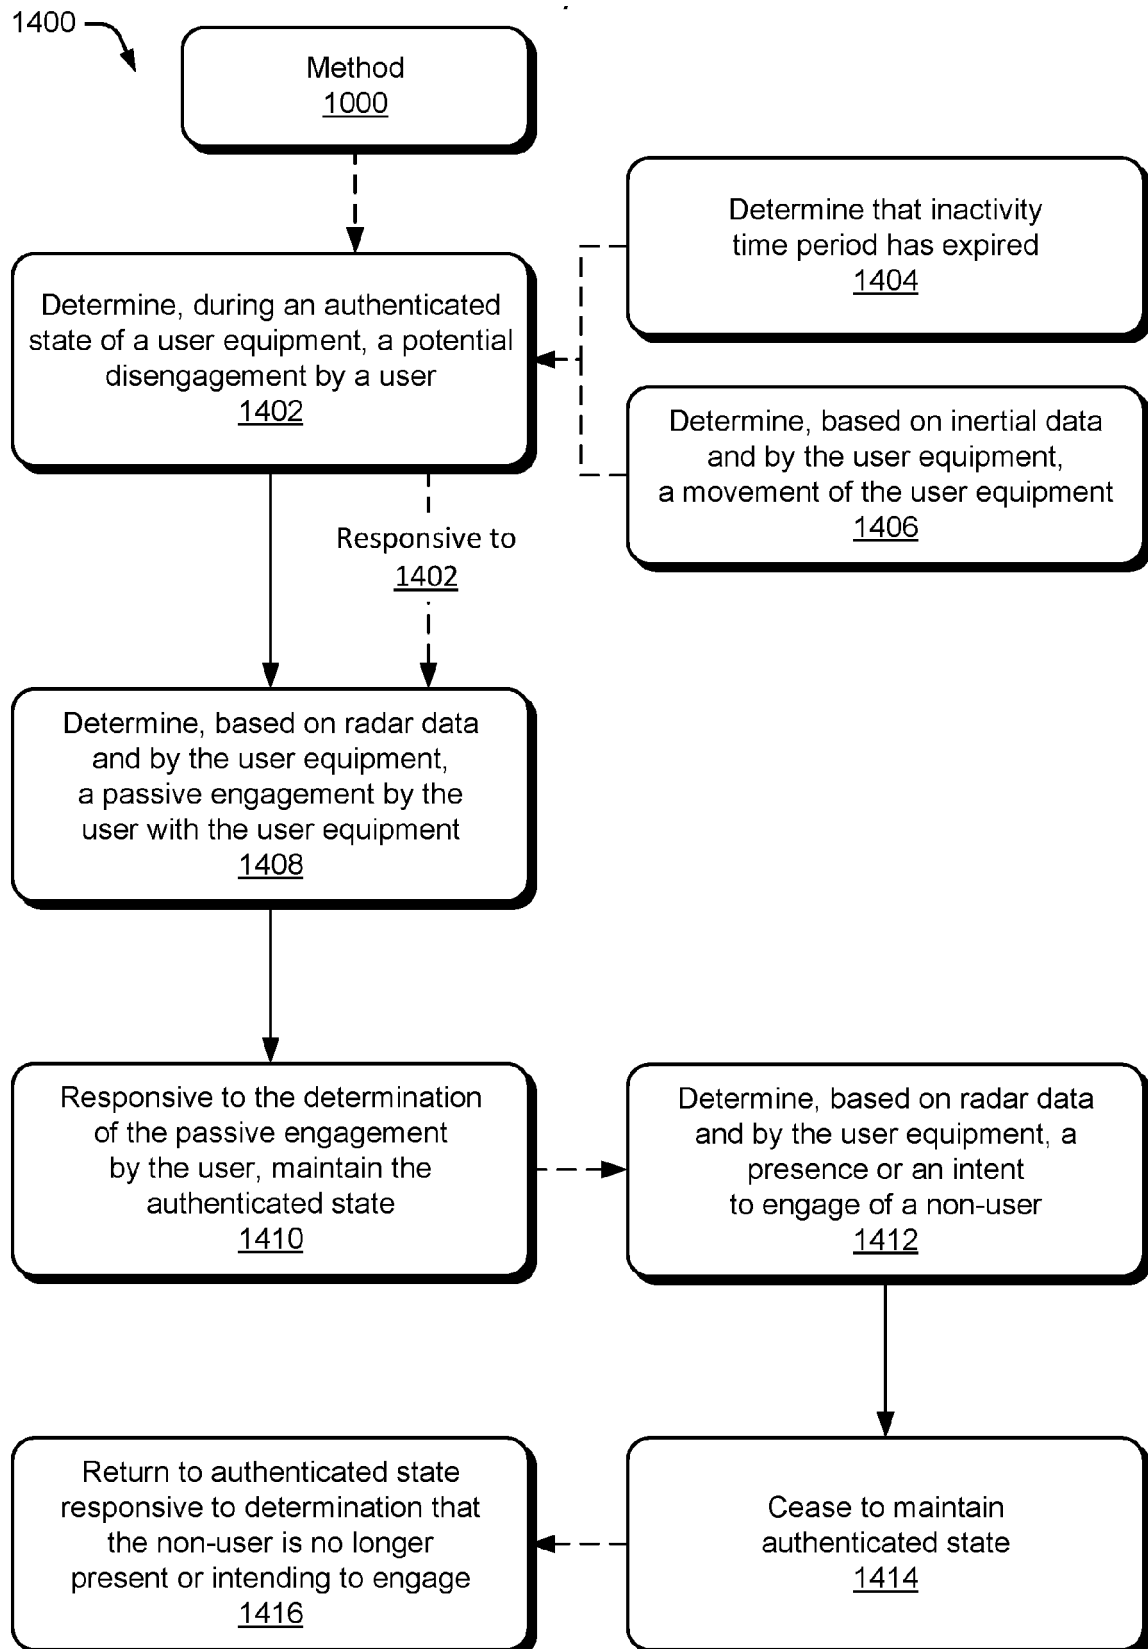 1400
Method
1000
Determine that inactivity
time period has expired
1404
Determine, during an authenticated
state of a user equipment, a potential
disengagement by a user
1402
Determine, based on inertial data
and by the user equipment,
a movement of the user equipment
1406
Responsive to
1402
Determine, based on radar data
and by the user equipment,
a passive engagement by the
user with the user equipment
1408
Responsive to the determination
of the passive engagement
by the user, maintain the
authenticated state
1410
Determine, based on radar data
and by the user equipment, a
presence or an intent
to engage of a non-user
1412
Return to authenticated state
responsive to determination that
the non-user is no longer
present or intending to engage
1416
Cease to maintain
authenticated state
1414